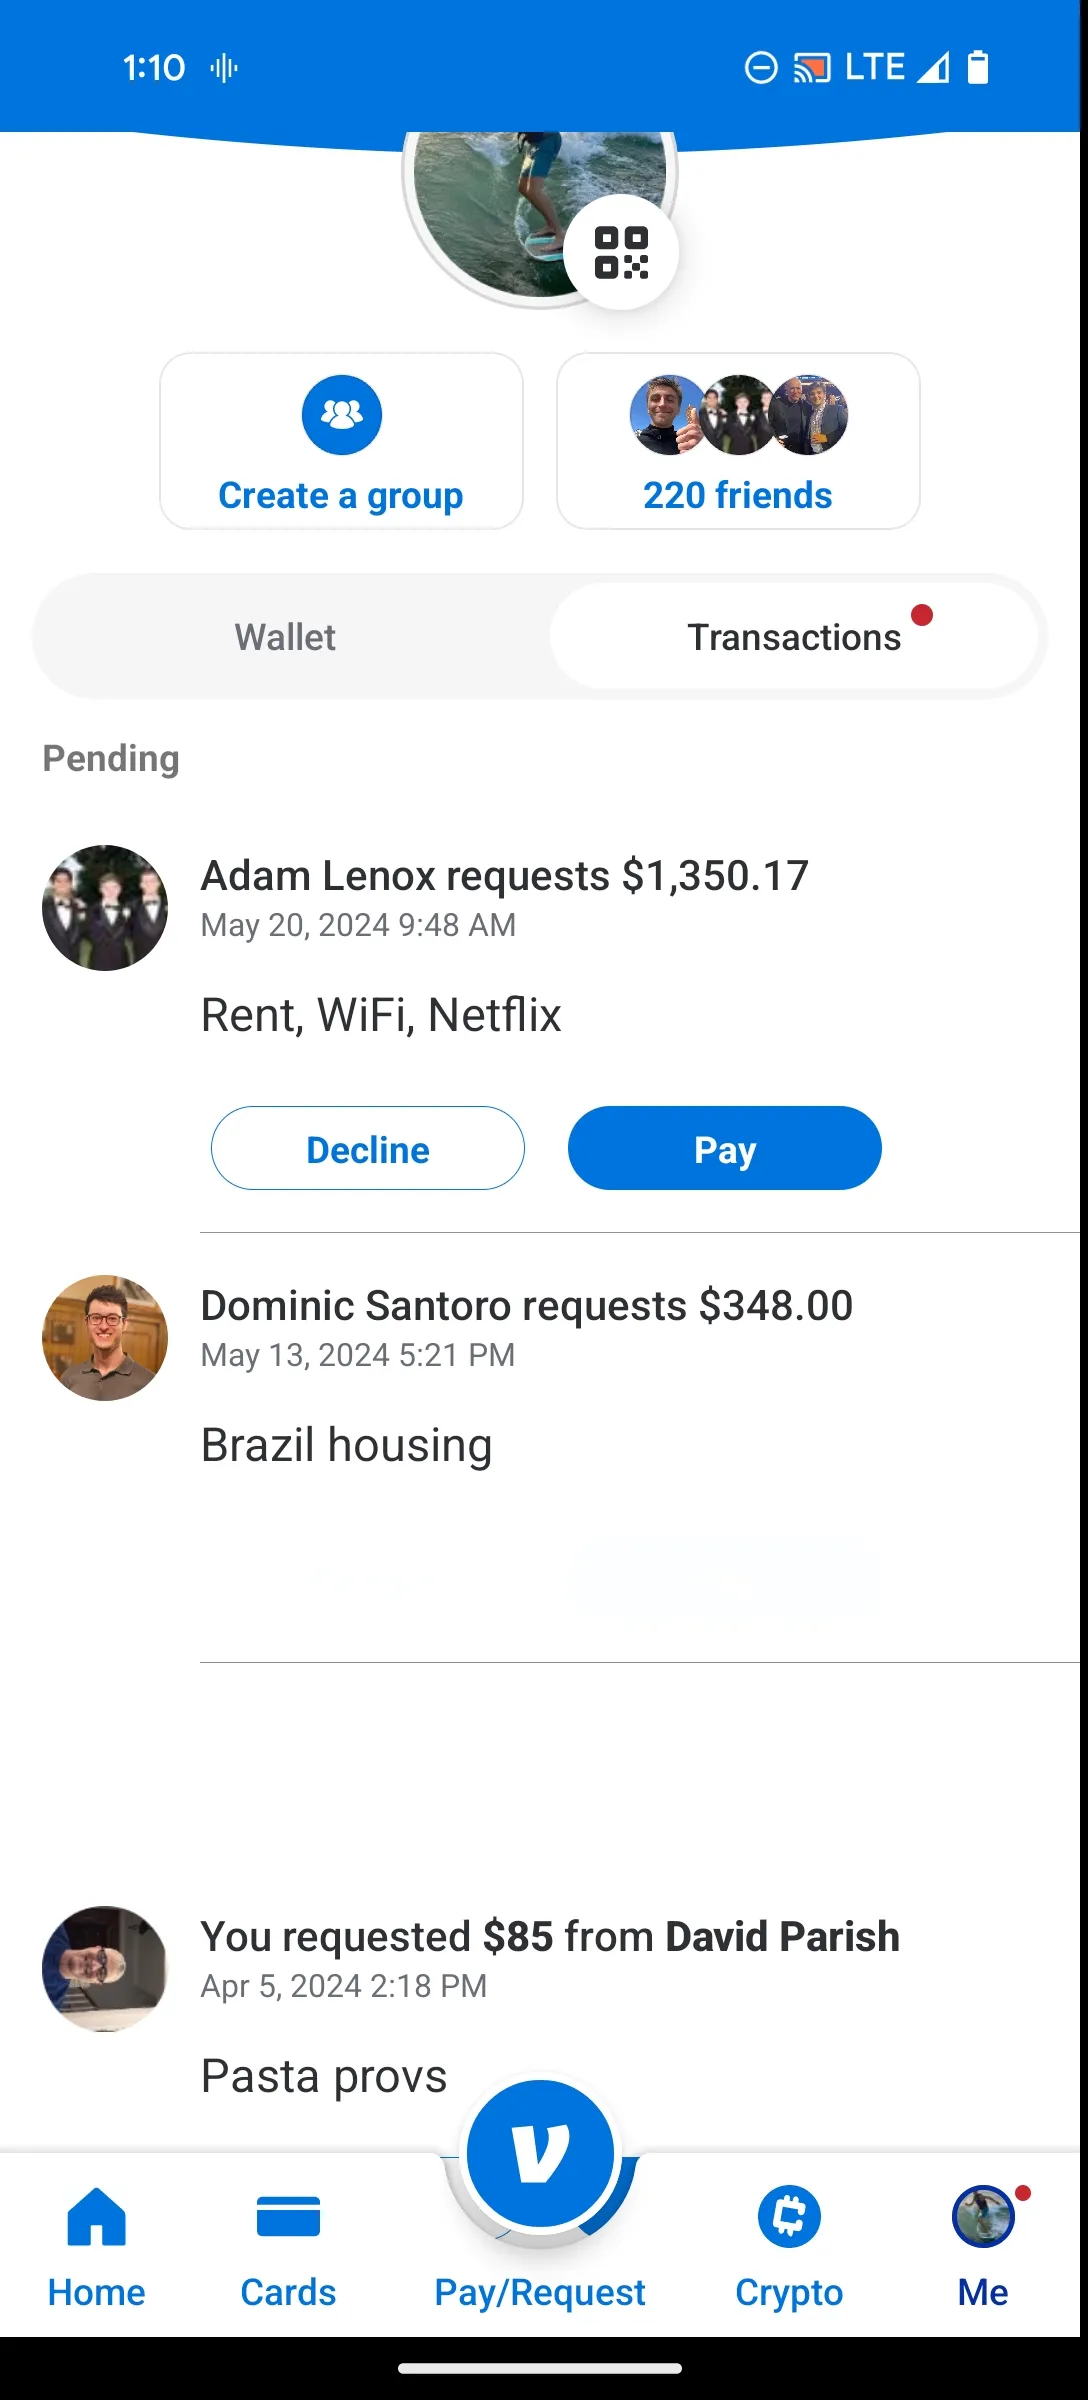 1:10 LTE
Create a group
220 friends
Wallet
Transactions
Pending
Adam Lenox requests $1,350.17
May 20, 2024 9:48 AM
Rent, WiFi, Netflix
Decline
Pay
Dominic Santoro requests $348.00
May 13, 2024 5:21 PM
Brazil housing
You requested $85 from David Parish
Apr 5, 2024 2:18 PM
Pasta provs
Home
Cards
Pay/Request
Crypto
Me